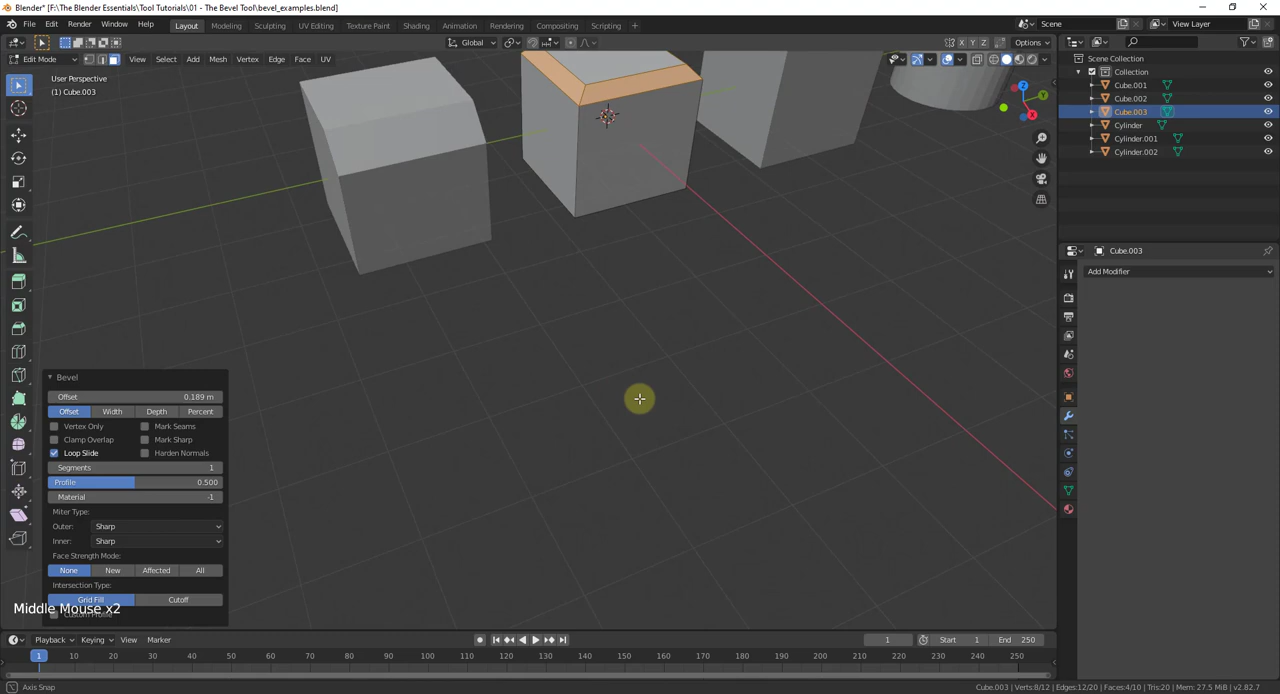 Blender* [F:\The Blender Essentials\Tool Tutorials\01 - The Bevel Tool\bevel_examples.blend]
File Edit Render Window Help Layout Modeling Sculpting UV Editing Texture Paint Shading Animation Rendering Compositing Scripting Scene View Layer
Global Options
X Y Z
Edit Mode View Select Add Mesh Vertex Edge Face UV
User Perspective
(1) Cube.003
Z
Y
X
Scene Collection
Collection
Cube.001
Cube.002
Cube.003
Cylinder
Cylinder.001
Cylinder.002
Cube.003
Add Modifier
Bevel
Offset 0.189 m
Offset Width Depth Percent
Vertex Only Mark Seams
Clamp Overlap Mark Sharp
Loop Slide Harden Normals
Segments 1
Profile 0.500
Material -1
Miter Type:
Outer: Sharp
Inner: Sharp
Face Strength Mode:
None New Affected All
Intersection Type:
Grid Fill Cutoff
Custom Profile
Middle Mouse x2
Playback Keying View Marker 1 Start 1 End 250
1 10 20 30 40 50 60 70 80 90 100 110 120 130 140 150 160 170 180 190 200 210 220 230 240 250
Axis Snap
Cube.003 | Verts:8/12 | Edges:12/20 | Faces:4/10 | Tris:20 | Mem: 27.5 MiB | v2.82.7